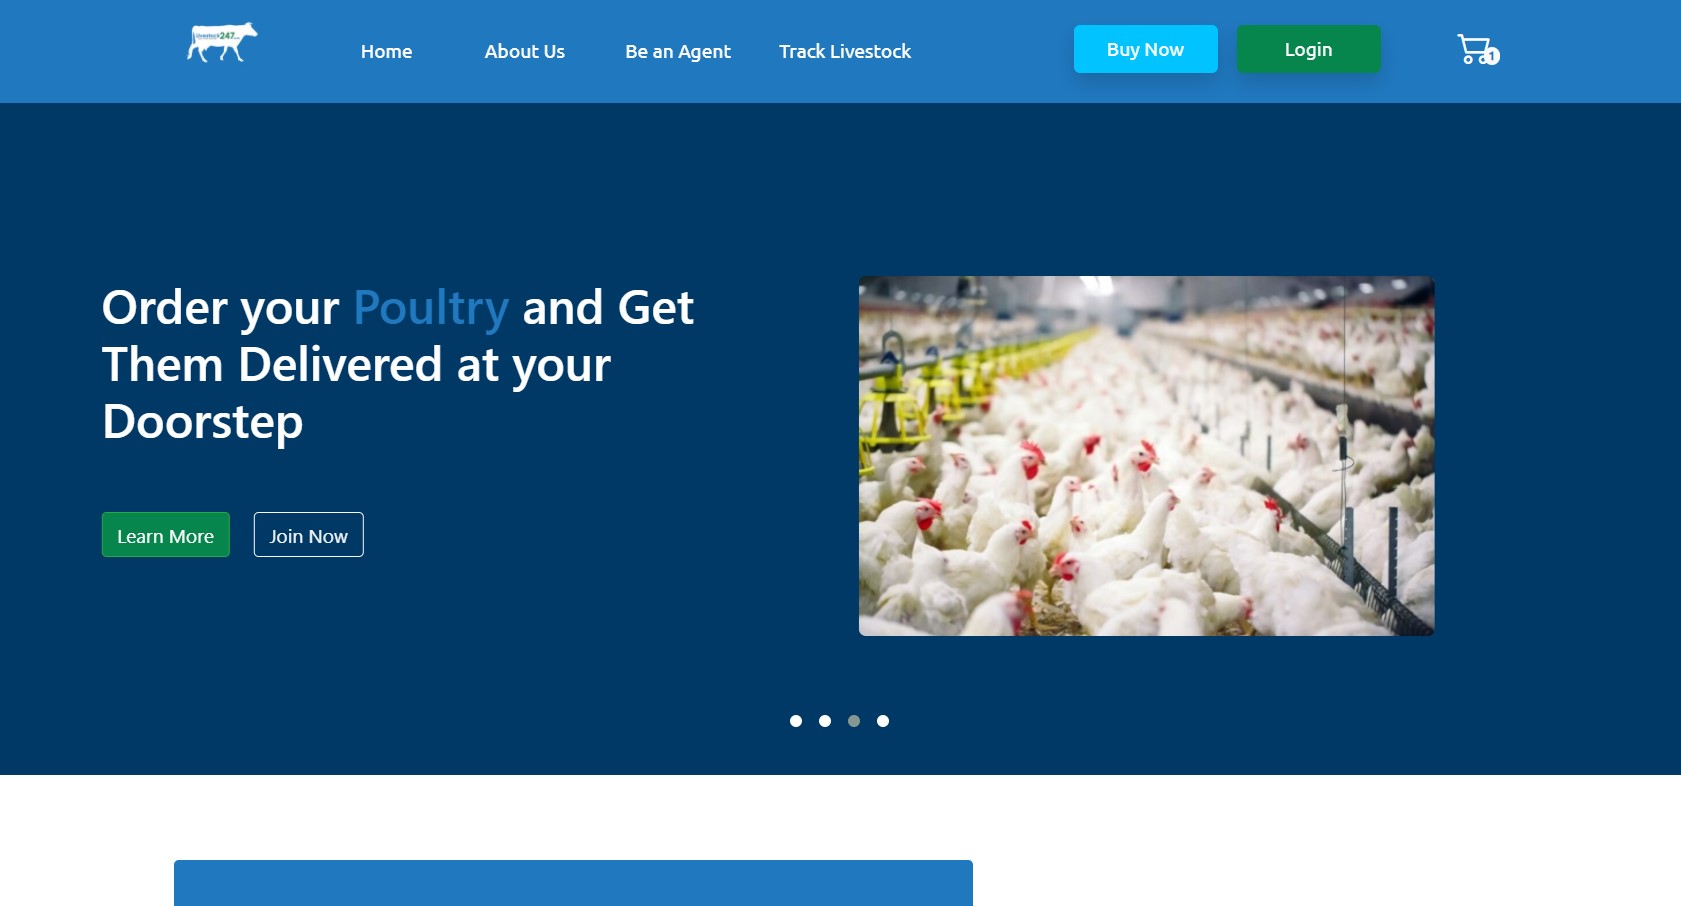 livestock247.com
Home
About Us
Be an Agent
Track Livestock
Buy Now
Login
1
Order your Poultry and Get
Them Delivered at your
Doorstep
Learn More
Join Now